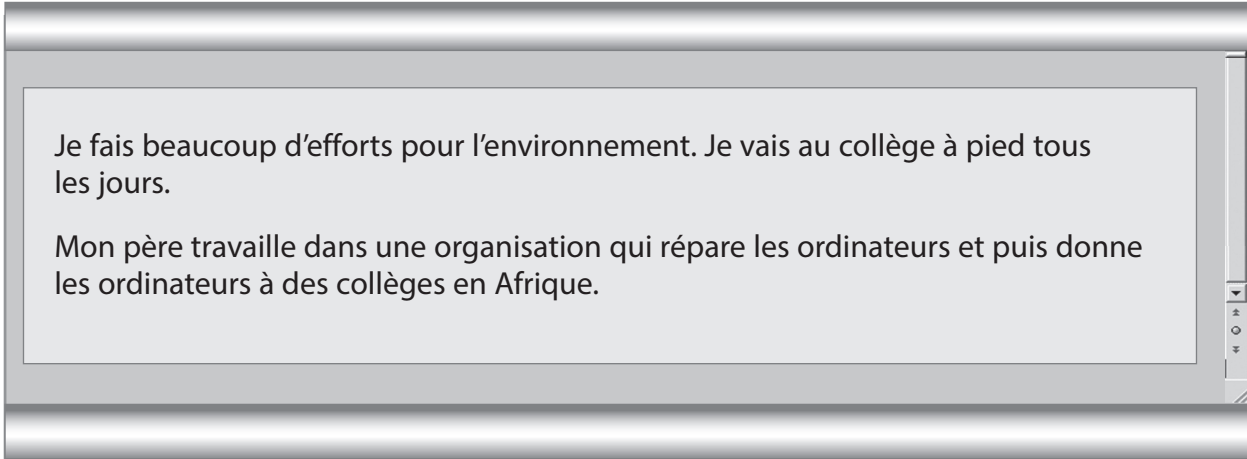 Je fais beaucoup d’efforts pour l’environnement. Je vais au collège à pied tous
les jours.
Mon père travaille dans une organisation qui répare les ordinateurs et puis donne
les ordinateurs à des collèges en Afrique.